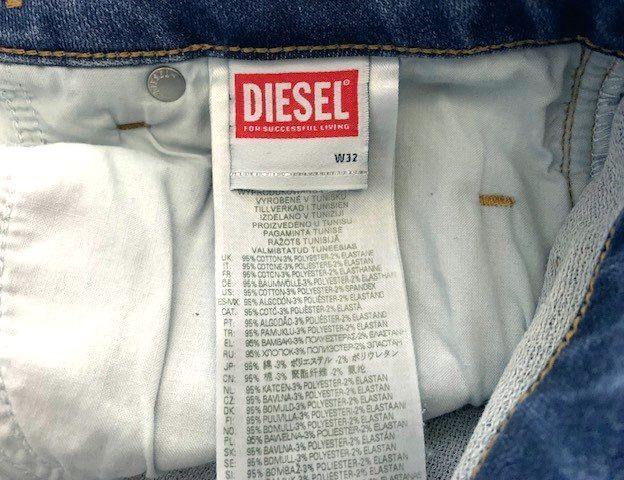 DIESEL
FOR SUCCESSFUL LIVING
W32
VYROBENÉ V TUNISKO
TILLVERKAD I TUNISIEN
IZDELANO V TUNIZIJI
PROIZVEDENO U TUNISU
PAGAMINTA TUNISE
RAŽOTS TUNISIJĀ
VALMISTATUD TUNEESIAS
UK: 95% COTTON-3% POLYESTER-2% ELASTANE
IT: 95% COTONE-3% POLIESTERE-2% ELASTAN
FR: 95% COTON-3% POLYESTER-2% ELASTHANNE
DE: 95% BAUMWOLLE-3% POLYESTER-2% ELASTHAN
US: 95% COTTON-3% POLYESTER-2% SPANDEX
ES-MX: 95% ALGODÓN-3% POLIÉSTER-2% ELASTANO
CAT: 95% COTÓ-3% POLIÈSTER-2% ELASTÀ
PT: 95% ALGODÃO-3% POLIÉSTER-2% ELASTANO
TR: 95% PAMUKLU-3% POLYESTER-2% ELASTAN
EL: 95% ΒΑΜΒΑΚΙ-3% ΠΟΛΥΕΣΤΕΡΑΣ-2% ΕΛΑΣΤΑΝΗ
RU: 95% ХЛОПОК-3% ПОЛИЭСТЕР-2% ЭЛАСТАН
JP: 95% 綿-3% ポリエステル-2% ポリウレタン
CN: 95% 棉-3% 聚酯纤维-2% 氨纶
NL: 95% KATOEN-3% POLYESTER-2% ELASTAN
CZ: 95% BAVLNA-3% POLYESTER-2% ELASTAN
DK: 95% BOMULD-3% POLYESTER-2% ELASTAN
FI: 95% PUUVILLA-3% POLYESTERI-2% ELASTAANI
NO: 95% BOMULL-3% POLYESTER-2% ELASTAN
PL: 95% BAWEŁNA-3% POLIESTER-2% ELASTAN
SK: 95% BAVLNA-3% POLYESTER-2% ELASTAN
SE: 95% BOMULL-3% POLYESTER-2% ELASTAN
SI: 95% BOMBAŽ-3% POLIESTER-2% ELASTAN